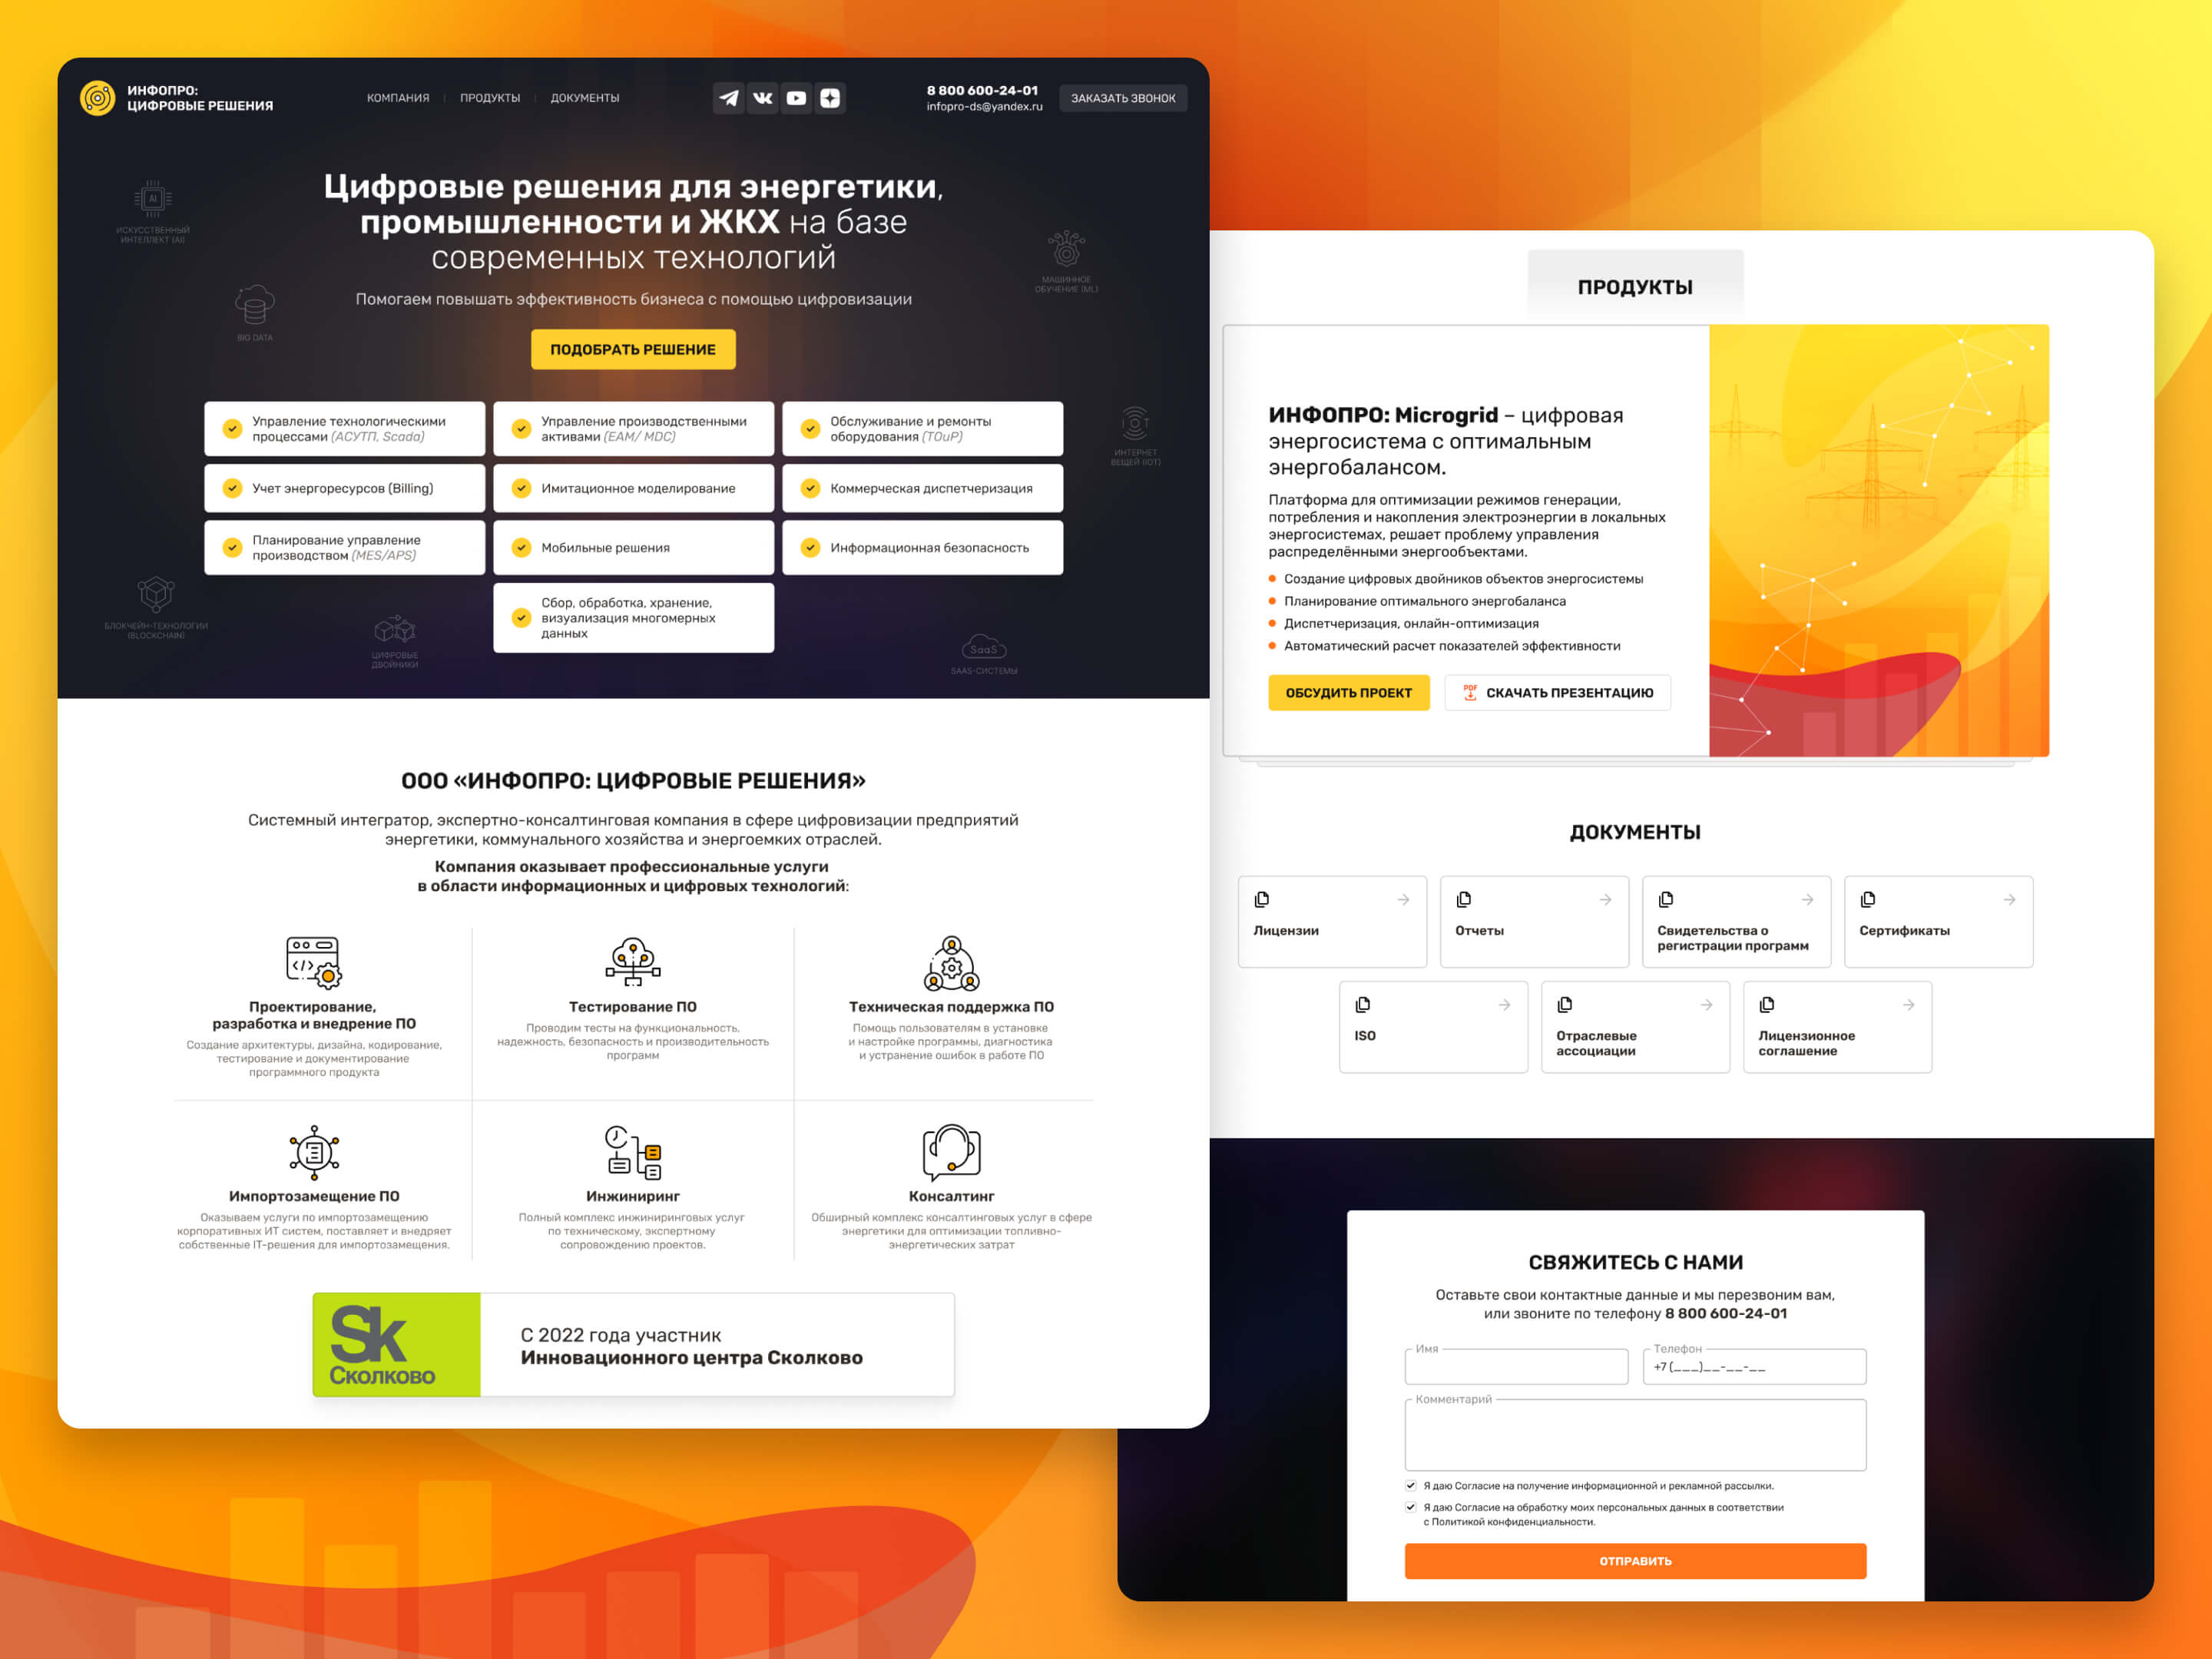 ИНФОПРО:
ЦИФРОВЫЕ РЕШЕНИЯ
КОМПАНИЯ
ПРОДУКТЫ
ДОКУМЕНТЫ
8 800 600-24-01
infopro-ds@yandex.ru
ЗАКАЗАТЬ ЗВОНОК
Цифровые решения для энергетики,
промышленности и ЖКХ на базе
современных технологий
Помогаем повышать эффективность бизнеса с помощью цифровизации
ПОДОБРАТЬ РЕШЕНИЕ
AI
ИСКУССТВЕННЫЙ
ИНТЕЛЛЕКТ (AI)
BIG DATA
МАШИННОЕ
ОБУЧЕНИЕ (ML)
IOT
ИНТЕРНЕТ
ВЕЩЕЙ (IOT)
Управление технологическими
процессами (АСУТП, Scada)
Управление производственными
активами (EAM/ MDC)
Обслуживание и ремонты
оборудования (ТОиР)
Учет энергоресурсов (Billing)
Имитационное моделирование
Коммерческая диспетчеризация
Планирование управление
производством (MES/APS)
Мобильные решения
Информационная безопасность
Сбор, обработка, хранение,
визуализация многомерных
данных
БЛОКЧЕЙН-ТЕХНОЛОГИИ
(BLOCKCHAIN)
ЦИФРОВЫЕ
ДВОЙНИКИ
SaaS
SAAS-СИСТЕМЫ
ООО «ИНФОПРО: ЦИФРОВЫЕ РЕШЕНИЯ»
Системный интегратор, экспертно-консалтинговая компания в сфере цифровизации предприятий
энергетики, коммунального хозяйства и энергоемких отраслей.
Компания оказывает профессиональные услуги
в области информационных и цифровых технологий:
Проектирование,
разработка и внедрение ПО
Создание архитектуры, дизайна, кодирование,
тестирование и документирование
программного продукта
Тестирование ПО
Проводим тесты на функциональность,
надежность, безопасность и производительность
программ
Техническая поддержка ПО
Помощь пользователям в установке
и настройке программы, диагностика
и устранение ошибок в работе ПО
Импортозамещение ПО
Оказываем услуги по импортозамещению
корпоративных ИТ систем, поставляет и внедряет
собственные IT-решения для импортозамещения.
Инжиниринг
Полный комплекс инжиниринговых услуг
по техническому, экспертному
сопровождению проектов.
Консалтинг
Обширный комплекс консалтинговых услуг в сфере
энергетики для оптимизации топливно-
энергетических затрат
Sk
Сколково
С 2022 года участник
Инновационного центра Сколково
ПРОДУКТЫ
ИНФОПРО: Microgrid – цифровая
энергосистема с оптимальным
энергобалансом.
Платформа для оптимизации режимов генерации,
потребления и накопления электроэнергии в локальных
энергосистемах, решает проблему управления
распределёнными энергообъектами.
Создание цифровых двойников объектов энергосистемы
Планирование оптимального энергобаланса
Диспетчеризация, онлайн-оптимизация
Автоматический расчет показателей эффективности
ОБСУДИТЬ ПРОЕКТ
PDF
СКАЧАТЬ ПРЕЗЕНТАЦИЮ
ДОКУМЕНТЫ
Лицензии
Отчеты
Свидетельства о
регистрации программ
Сертификаты
ISO
Отраслевые
ассоциации
Лицензионное
соглашение
СВЯЖИТЕСЬ С НАМИ
Оставьте свои контактные данные и мы перезвоним вам,
или звоните по телефону 8 800 600-24-01
Имя
Телефон
+7 (___)__-__-__
Комментарий
Я даю Согласие на получение информационной и рекламной рассылки.
Я даю Согласие на обработку моих персональных данных в соответствии
с Политикой конфиденциальности.
ОТПРАВИТЬ